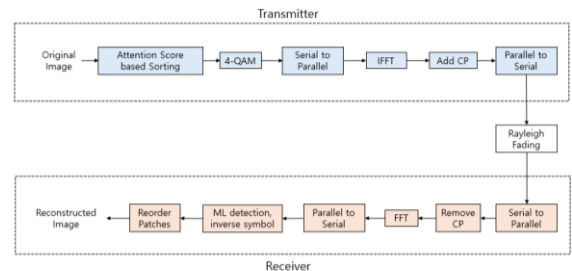 Transmitter
Original
Image
Attention Score
based Sorting
4-QAM
Serial to
Parallel
IFFT
Add CP
Parallel to
Serial
Rayleigh
Fading
Reconstructed
Image
Reorder
Patches
ML detection,
inverse symbol
Parallel to
Serial
FFT
Remove
CP
Serial to
Parallel
Receiver